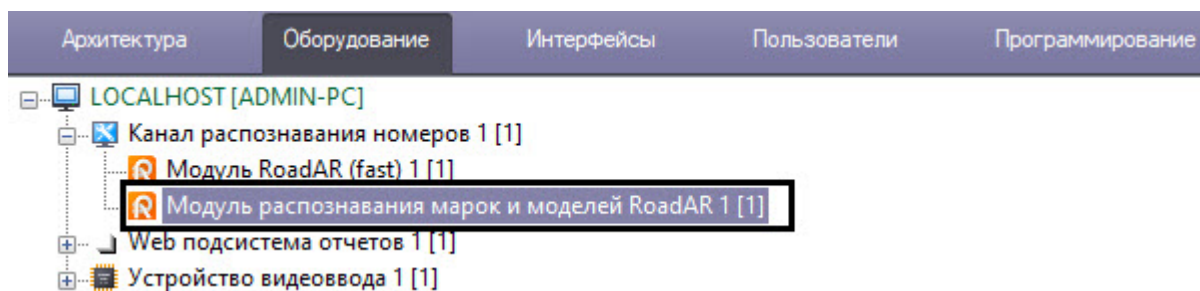 Архитектура Оборудование Интерфейсы Пользователи Программирование
LOCALHOST [ADMIN-PC]
Канал распознавания номеров 1 [1]
Модуль RoadAR (fast) 1 [1]
Модуль распознавания марок и моделей RoadAR 1 [1]
Web подсистема отчетов 1 [1]
Устройство видеоввода 1 [1]